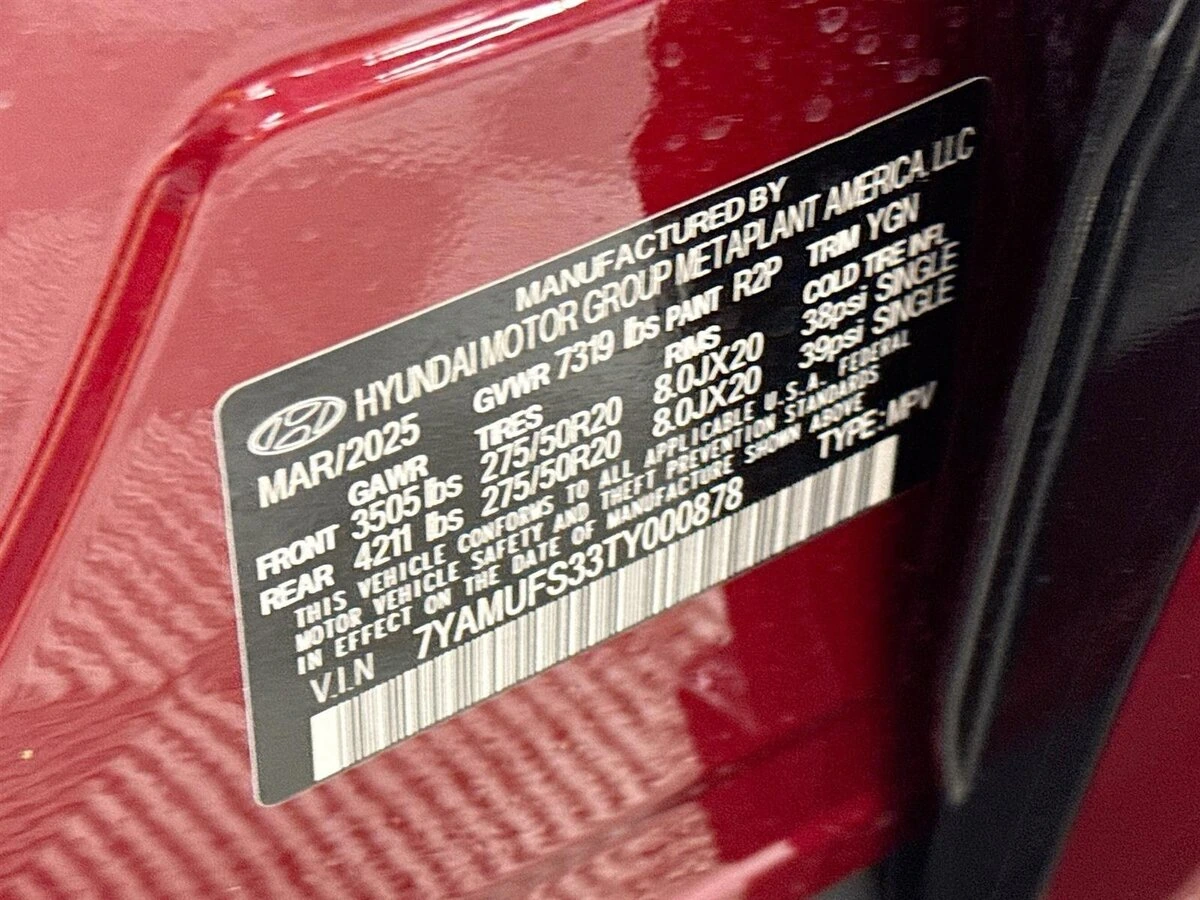 MANUFACTURED BY
HYUNDAI MOTOR GROUP METAPLANT AMERICA, LLC
MAR/2025 GVWR 7319 lbs PANT R2P TRIM YGN
GAWR TIRES RIMS COLD TIRE INFL.
FRONT 3505 lbs 275/50R20 8.0JX20 38psi SINGLE
REAR 4211 lbs 275/50R20 8.0JX20 39psi SINGLE
THIS VEHICLE CONFORMS TO ALL APPLICABLE U.S.A. FEDERAL
MOTOR VEHICLE SAFETY AND THEFT PREVENTION STANDARDS
IN EFFECT ON THE DATE OF MANUFACTURE SHOWN ABOVE
V.I.N 7YAMUFS33TY000878 TYPE: MPV